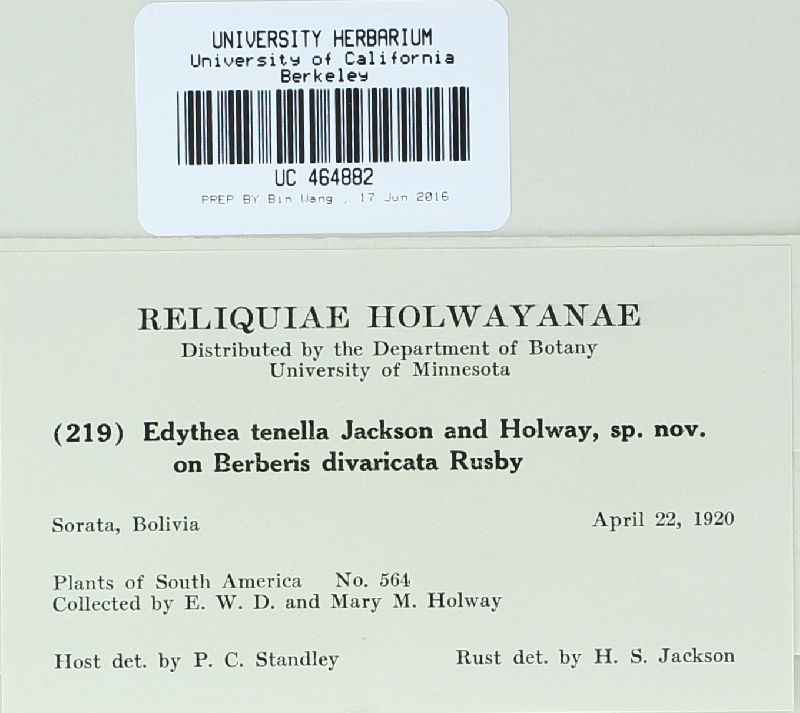 UNIVERSITY HERBARIUM
University of California
Berkeley
UC 464882
PREP BY Bin Wang , 17 Jun 2016
RELIQUIAE HOLWAYANAE
Distributed by the Department of Botany
University of Minnesota
(219) Edythea tenella Jackson and Holway, sp. nov.
on Berberis divaricata Rusby
Sorata, Bolivia April 22, 1920
Plants of South America No. 564
Collected by E. W. D. and Mary M. Holway
Host det. by P. C. Standley Rust det. by H. S. Jackson